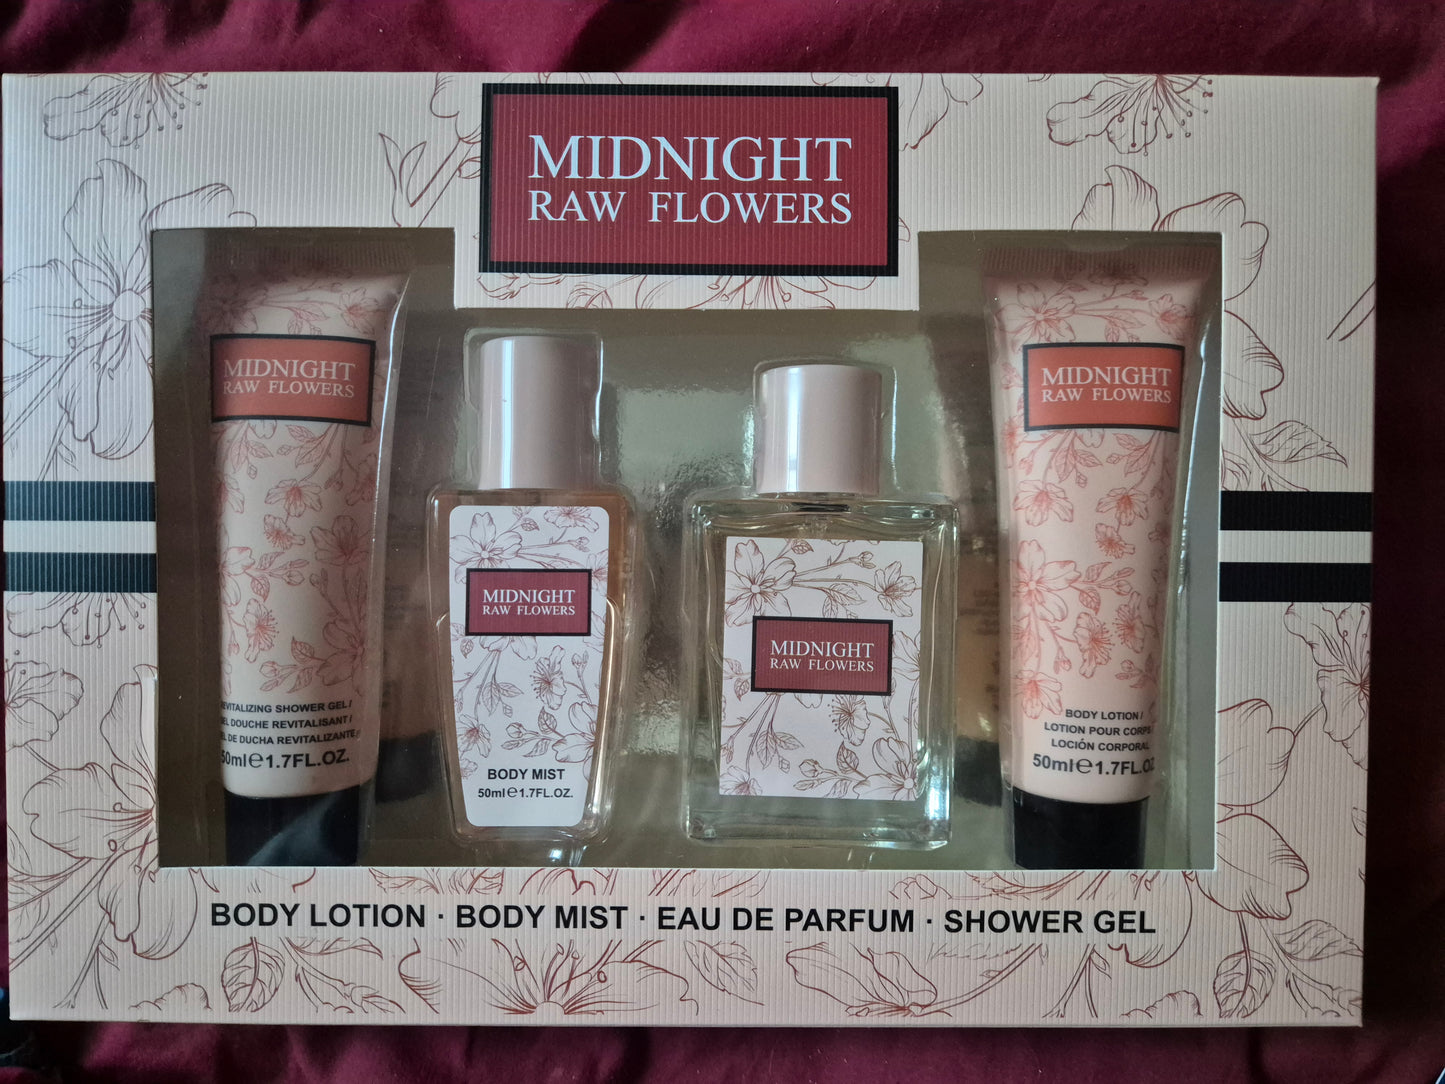 MIDNIGHT
RAW FLOWERS
MIDNIGHT
RAW FLOWERS
REVITALIZING SHOWER GEL /
GEL DOUCHE REVITALISANT /
GEL DE DUCHA REVITALIZANTE
50ml℮1.7FL.OZ.
MIDNIGHT
RAW FLOWERS
BODY MIST
50ml℮1.7FL.OZ.
MIDNIGHT
RAW FLOWERS
MIDNIGHT
RAW FLOWERS
BODY LOTION /
LOTION POUR CORPS /
LOCIÓN CORPORAL
50ml℮1.7FL.OZ.
BODY LOTION · BODY MIST · EAU DE PARFUM · SHOWER GEL